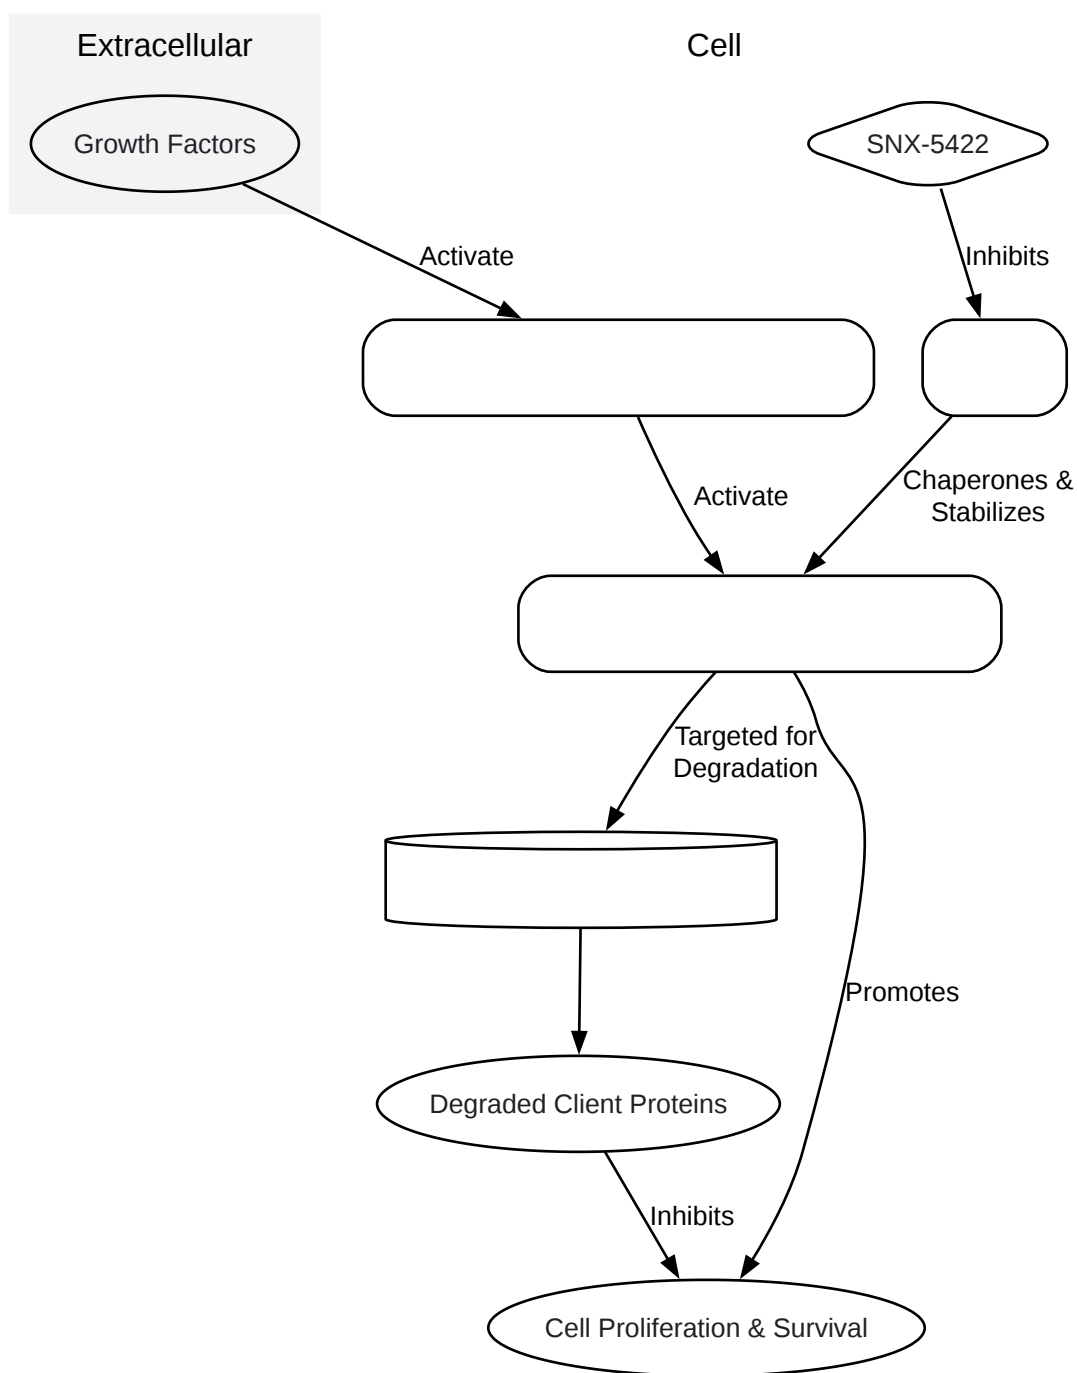 Extracellular
Cell
Growth Factors
SNX-5422
Activate
Inhibits
Activate
Chaperones &
Stabilizes
Targeted for
Degradation
Promotes
Degraded Client Proteins
Inhibits
Cell Proliferation & Survival